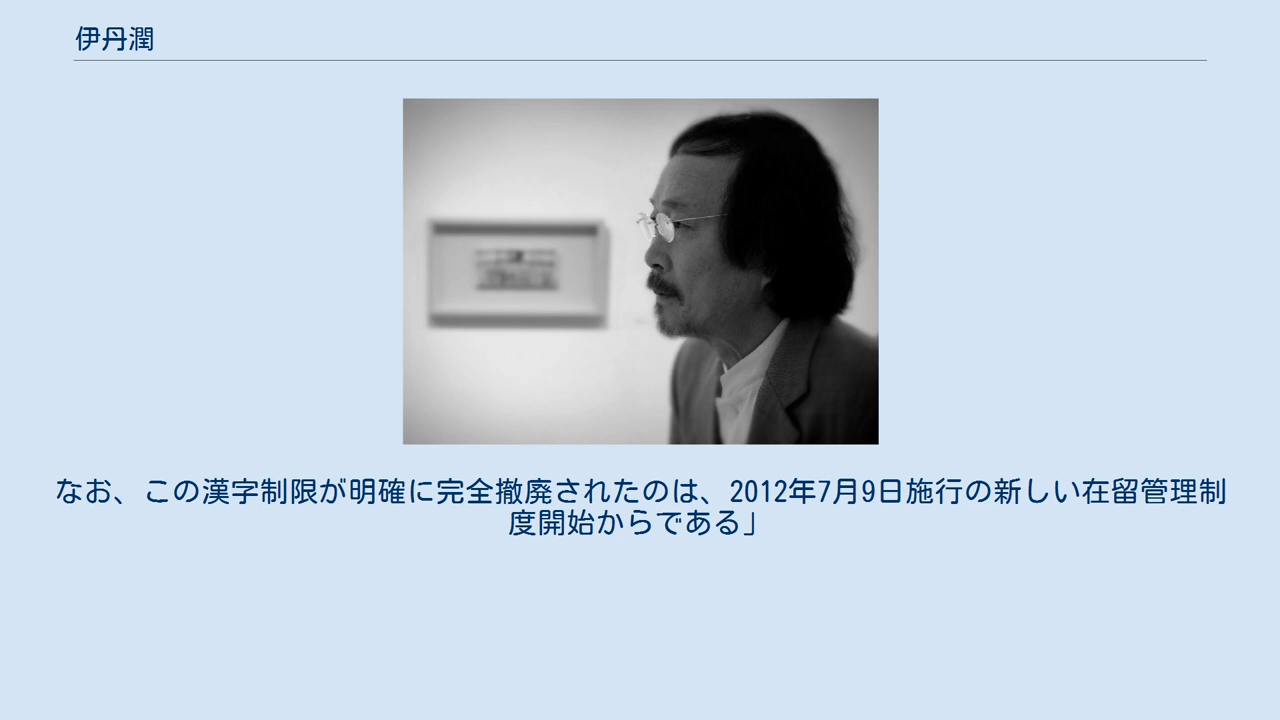 伊丹潤
なお、この漢字制限が明確に完全撤廃されたのは、2012年7月9日施行の新しい在留管理制
度開始からである」